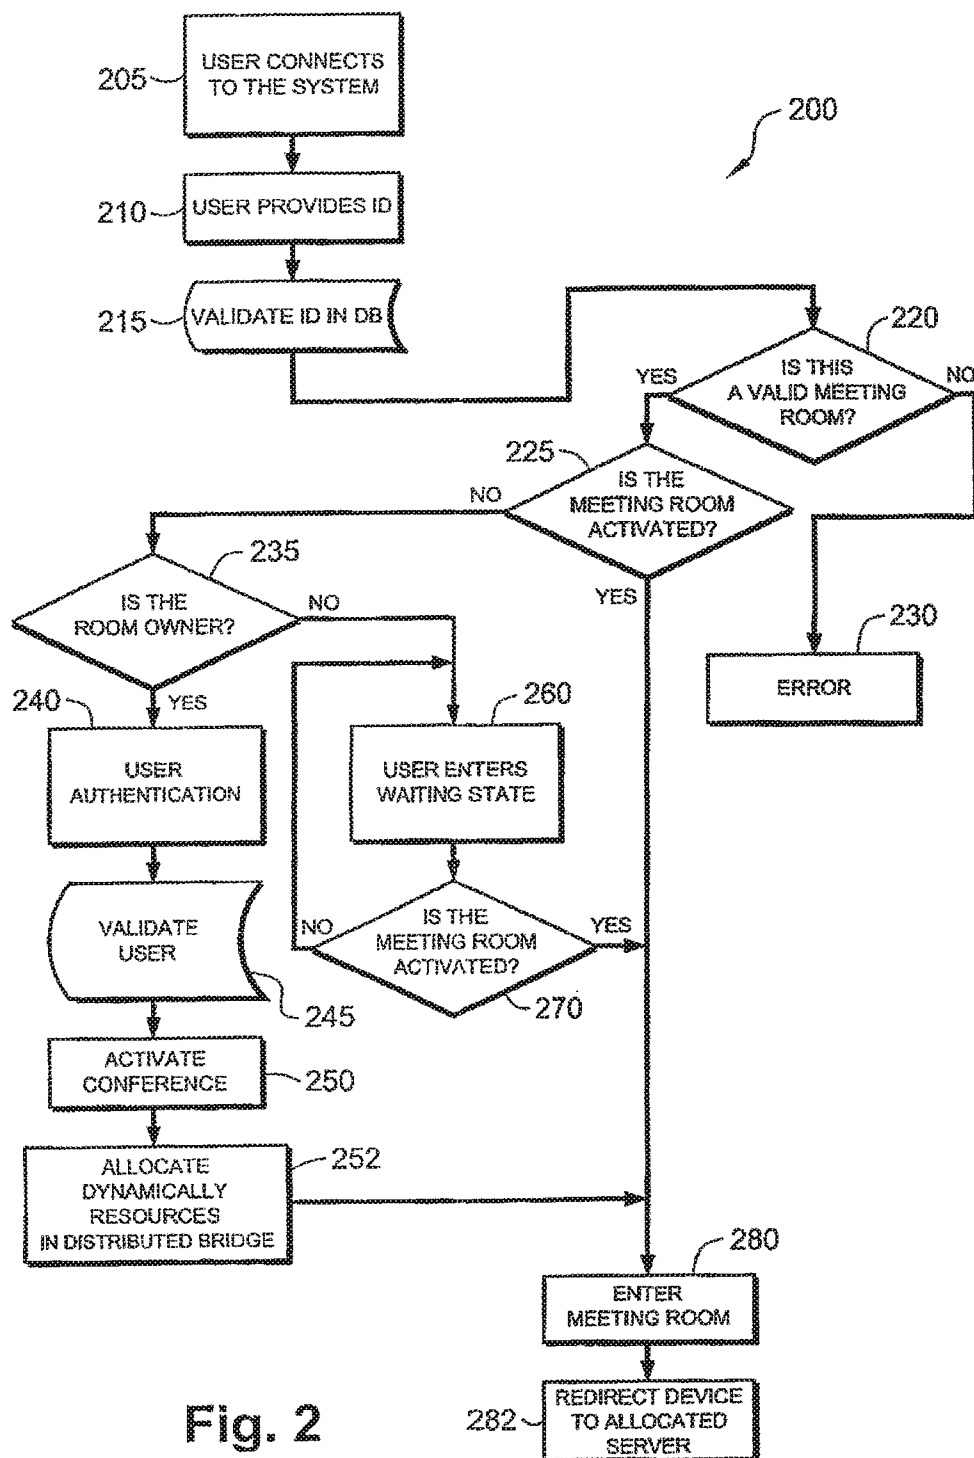 USER CONNECTS
TO THE SYSTEM
205
200
USER PROVIDES ID
210
VALIDATE ID IN DB
215
220
IS THIS
A VALID MEETING
ROOM?
YES
NO
225
IS THE
MEETING ROOM
ACTIVATED?
NO
YES
235
IS THE
ROOM OWNER?
NO
YES
230
ERROR
240
USER
AUTHENTICATION
260
USER ENTERS
WAITING STATE
VALIDATE
USER
245
IS THE
MEETING ROOM
ACTIVATED?
NO
YES
270
ACTIVATE
CONFERENCE
250
ALLOCATE
DYNAMICALLY
RESOURCES
IN DISTRIBUTED BRIDGE
252
280
ENTER
MEETING ROOM
REDIRECT DEVICE
TO ALLOCATED
SERVER
282
Fig. 2